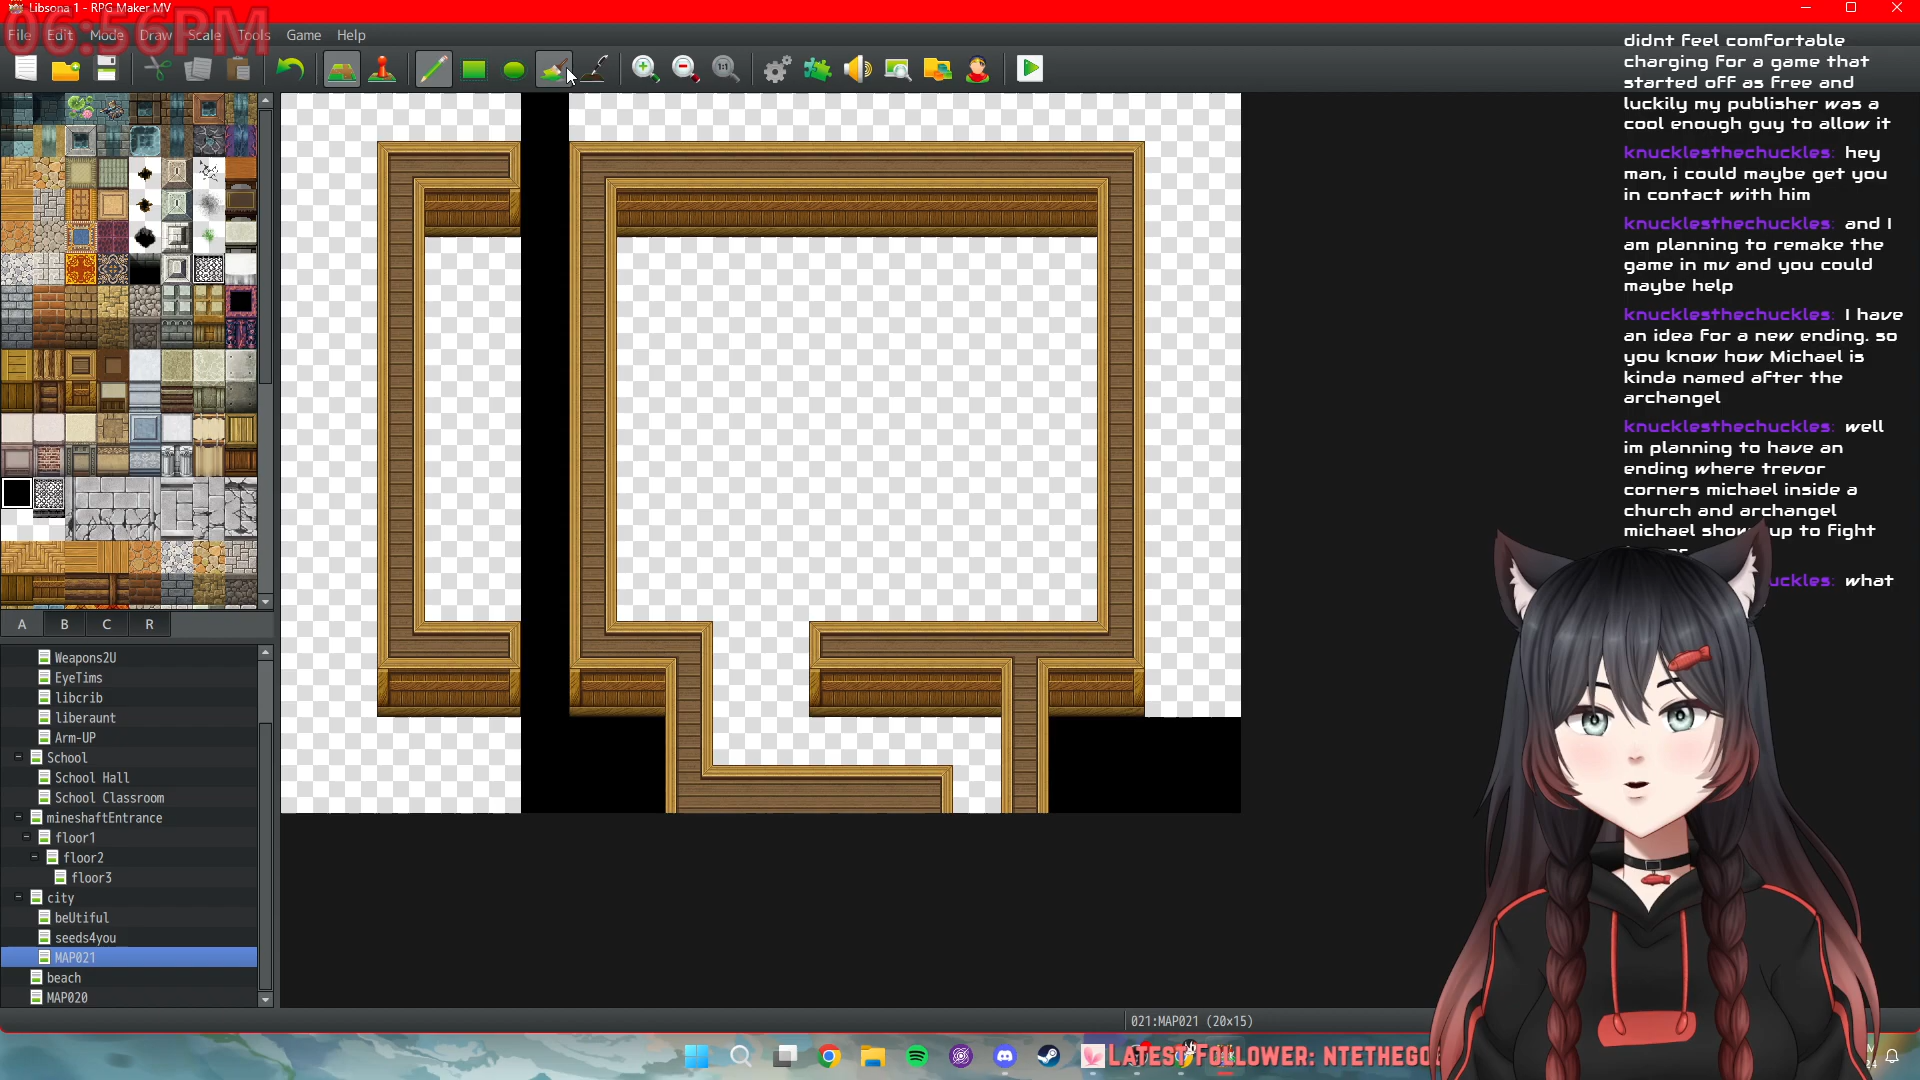 Libsona 1 - RPG Maker MV
06:56PM
File Edit Mode Draw Scale Tools Game Help
didnt feel comfortable
charging for a game that
started off as free and
luckily my publisher was a
cool enough guy to allow it
knucklesthechuckles: hey
man, i could maybe get you
in contact with him
knucklesthechuckles: and I
am planning to remake the
game in mv and you could
maybe help
knucklesthechuckles: I have
an idea for a new ending. so
you know how Michael is
kinda named after the
archangel
knucklesthechuckles: well
im planning to have an
ending where trevor
corners michael inside a
church and archangel
michael up to fight
uckles: what
1:1
A B C R
Weapons2U
EyeTims
libcrib
liberaunt
Arm-UP
School
School Hall
School Classroom
mineshaftEntrance
floor1
floor2
floor3
city
beUtiful
seeds4you
MAP021
beach
MAP020
021:MAP021 (20x15)
Latest Follower: ntethego